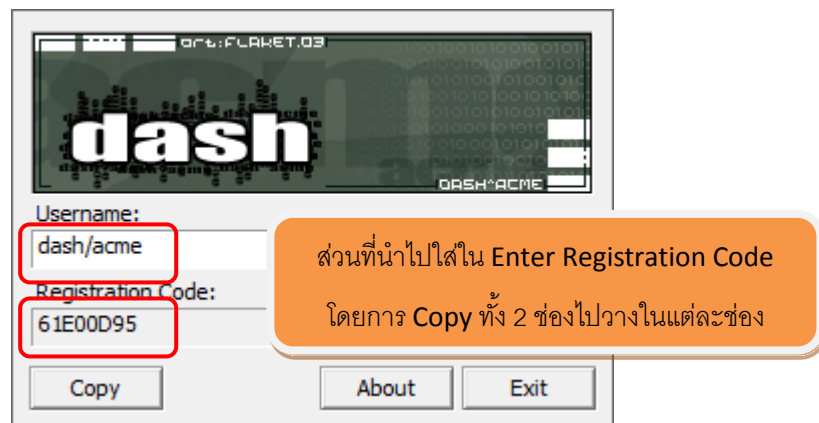 art:FLAKET.03
dash
DASH^ACME
Username:
dash/acme
Registration Code:
61E00D95
ส่วนที่นำไปใส่ใน Enter Registration Code
โดยการ Copy ทั้ง 2 ช่องไปวางในแต่ละช่อง
Copy
About
Exit